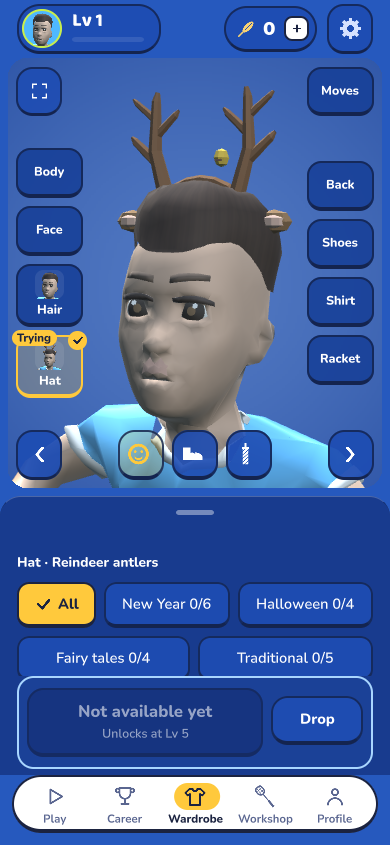 Lv 1
0
+
Moves
Body
Back
Face
Shoes
Hair
Shirt
Trying
Hat
Racket
Hat · Reindeer antlers
All
New Year 0/6
Halloween 0/4
Fairy tales 0/4
Traditional 0/5
Not available yet
Unlocks at Lv 5
Drop
Play
Career
Wardrobe
Workshop
Profile